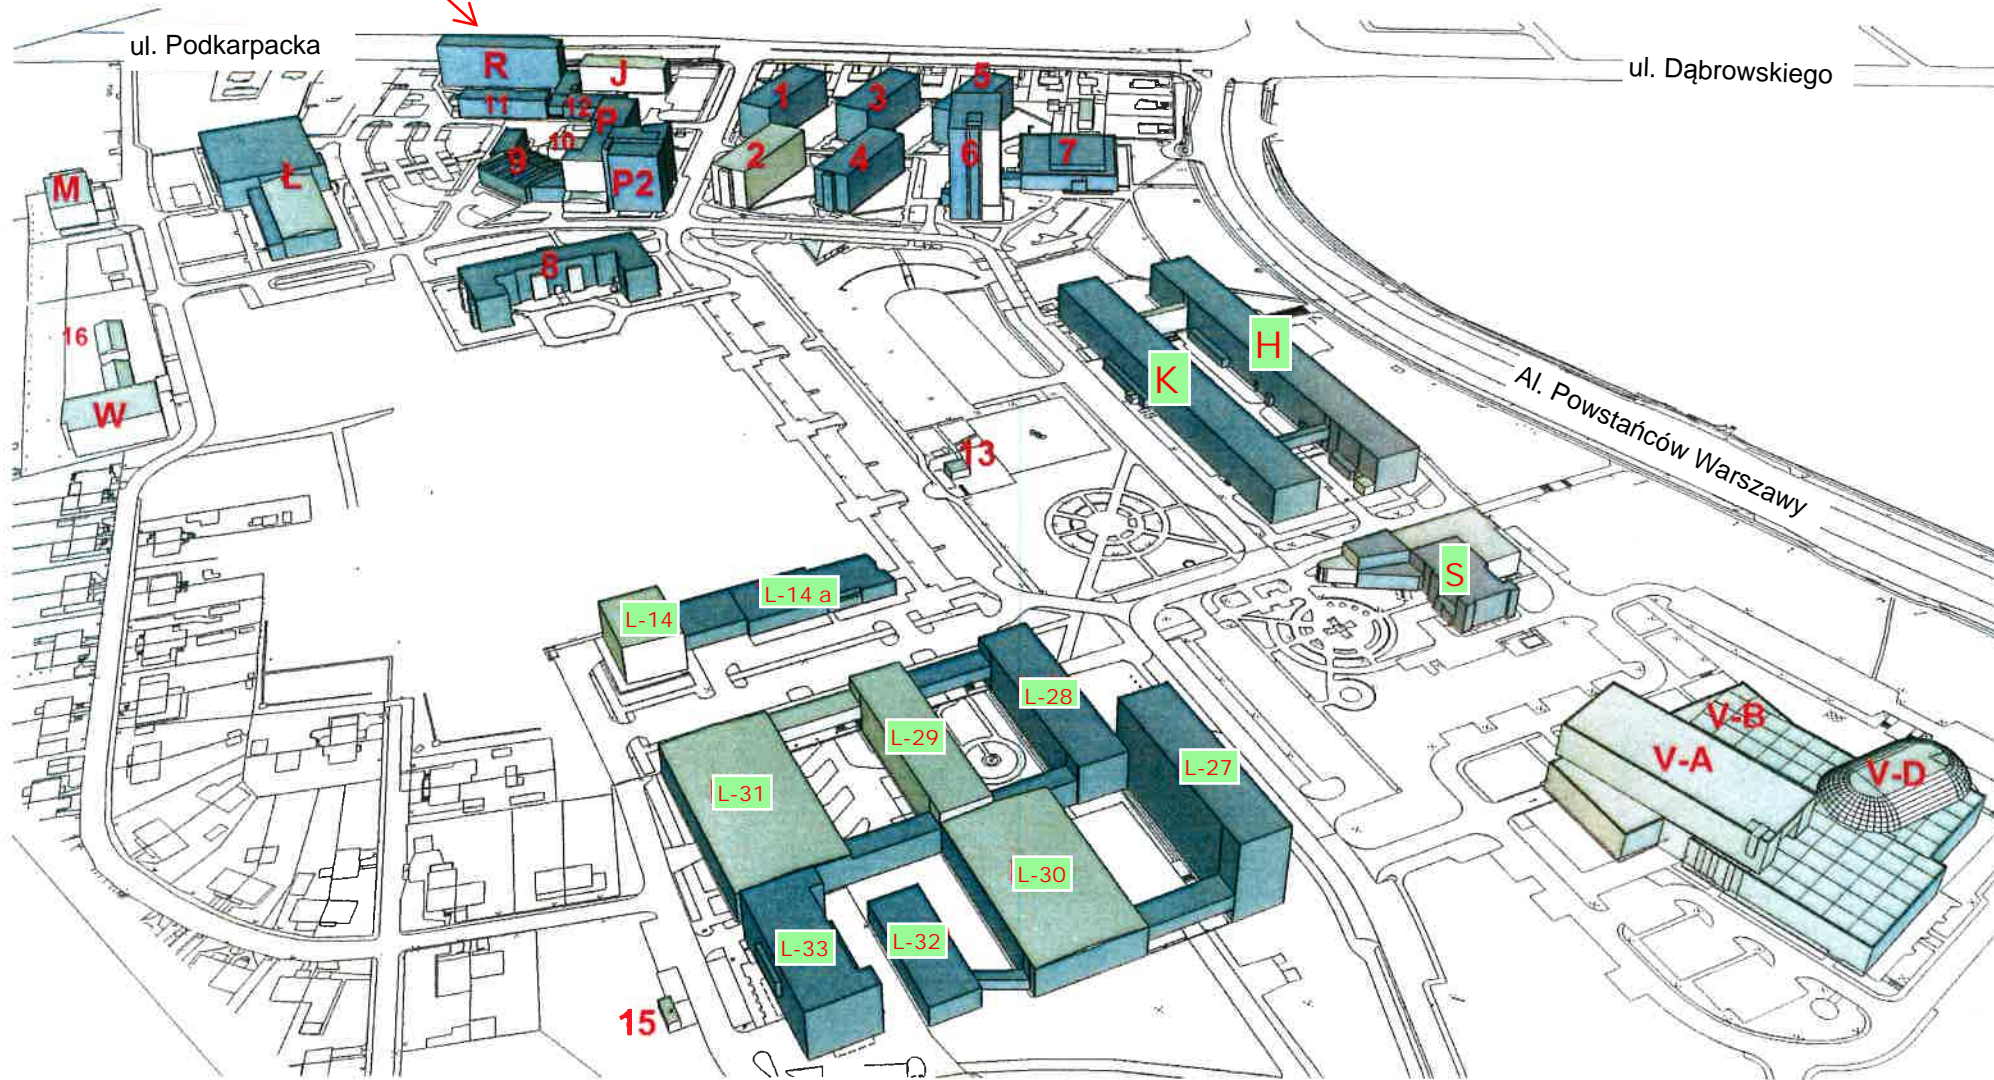 ul. Podkarpacka
ul. Dąbrowskiego
R
J
11
12
P
10
9
P2
1
3
5
2
4
6
7
M
Ł
8
16
W
H
K
Al. Powstańców Warszawy
13
S
L-14
L-14 a
L-28
L-29
L-27
L-31
L-30
L-33
L-32
15
V-B
V-A
V-D